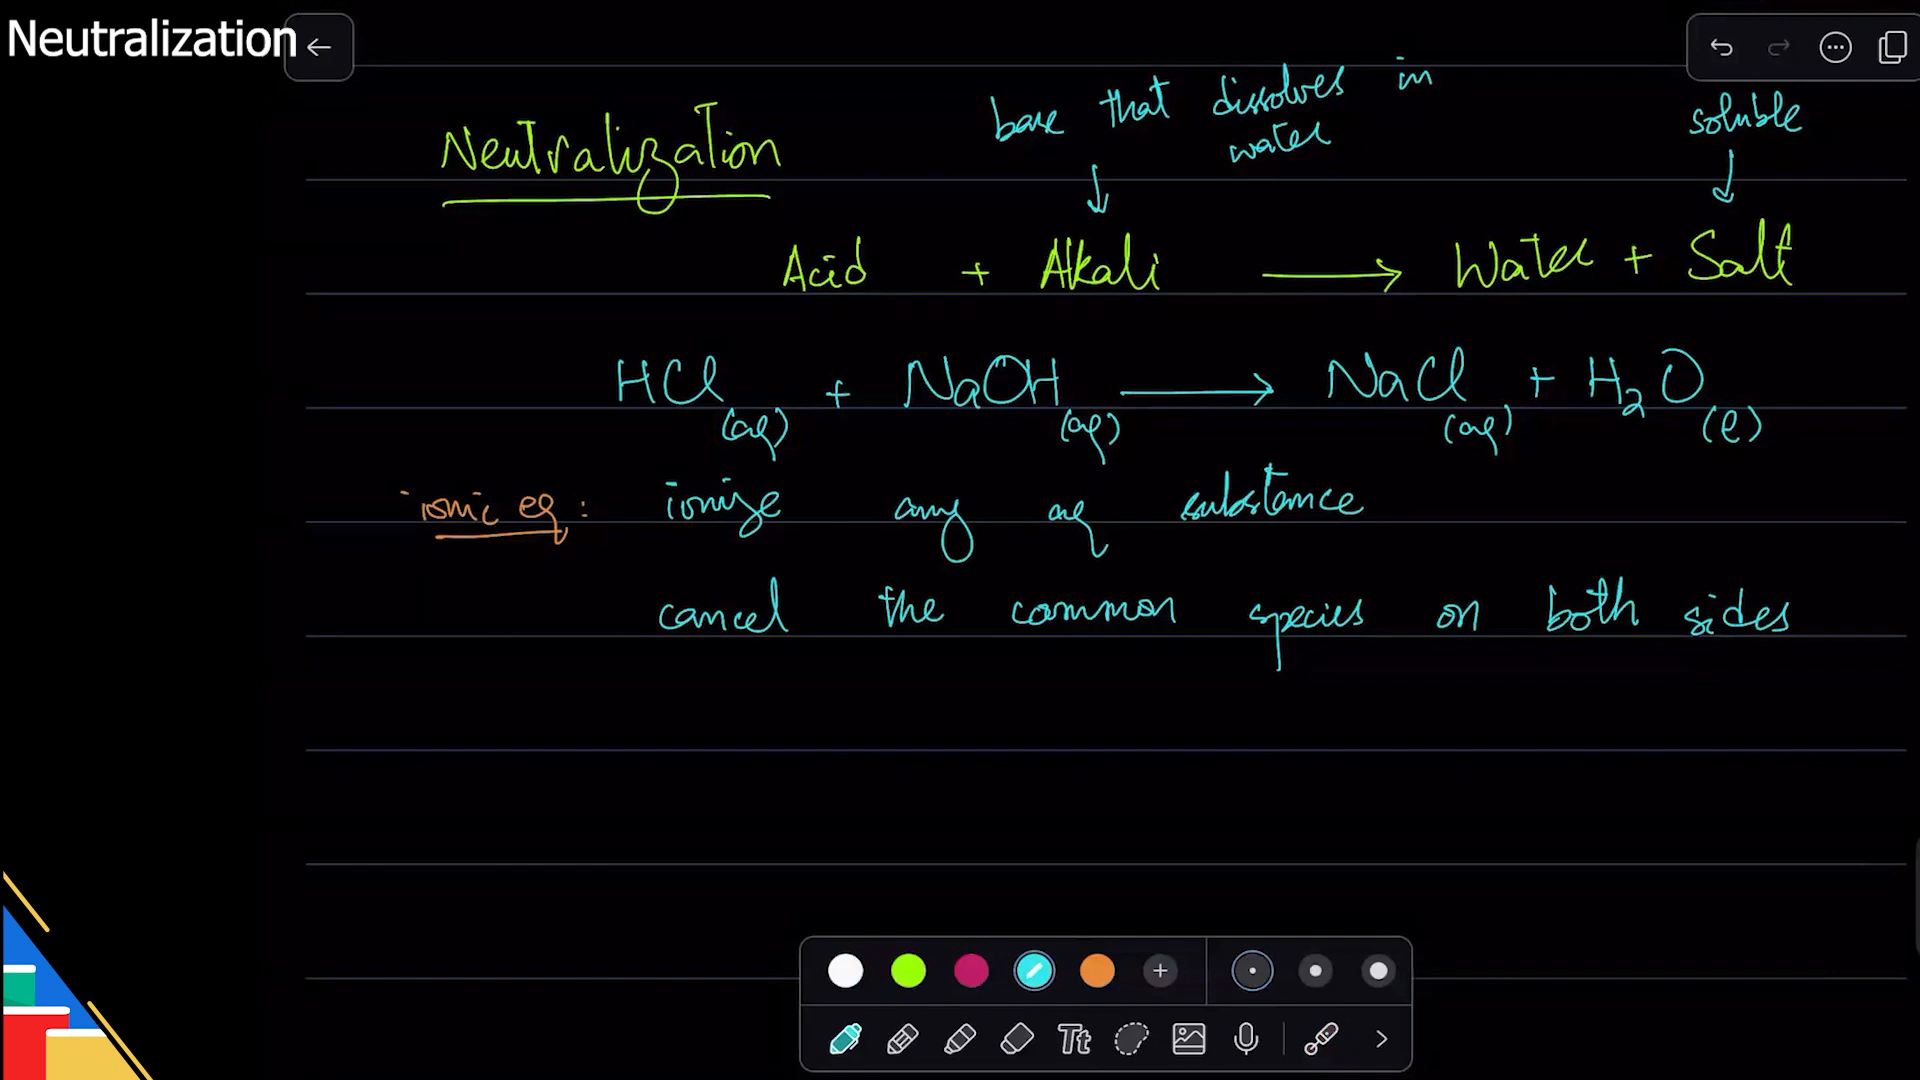 Neutralization
base that dissolves in
water
soluble
Neutralization
Acid + Alkali → Water + Salt
HCl(aq) + NaOH(aq) → NaCl(aq) + H₂O(l)
ionic eq: ionize any aq substance
cancel the common species on both sides
Tt